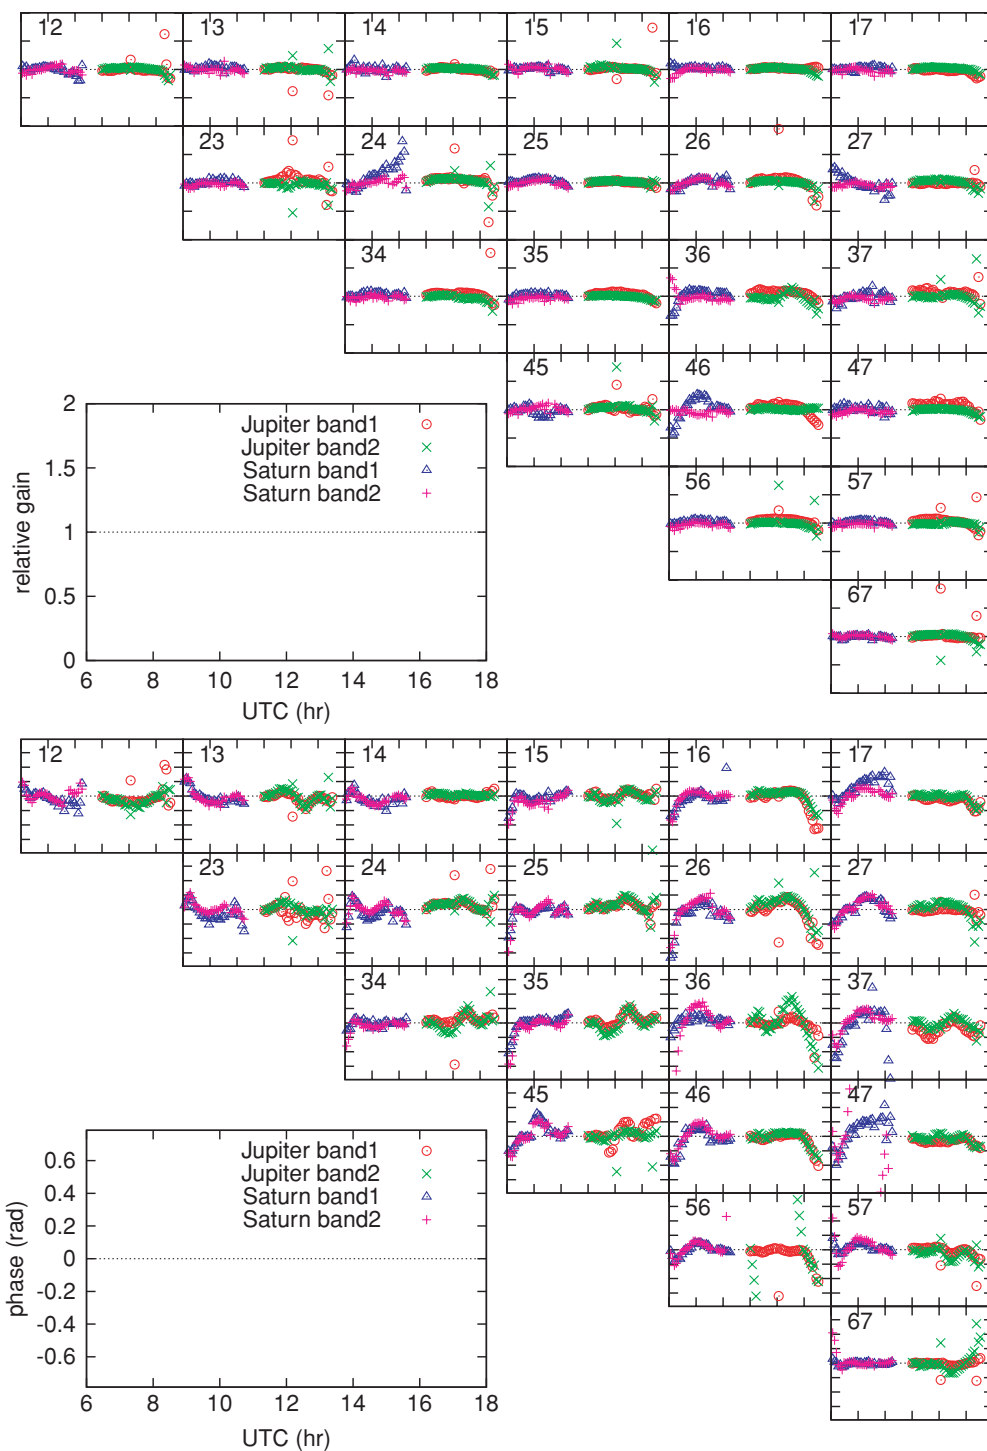 12 13 14 15 16 17
23 24 25 26 27
34 35 36 37
45 46 47
2
Jupiter band1
Jupiter band2
Saturn band1
Saturn band2
1.5
1
0.5
0
relative gain
6 8 10 12 14 16 18
UTC (hr)
56 57
67
12 13 14 15 16 17
23 24 25 26 27
34 35 36 37
45 46 47
Jupiter band1
Jupiter band2
Saturn band1
Saturn band2
0.6
0.4
0.2
0
-0.2
-0.4
-0.6
phase (rad)
6 8 10 12 14 16 18
UTC (hr)
56 57
67